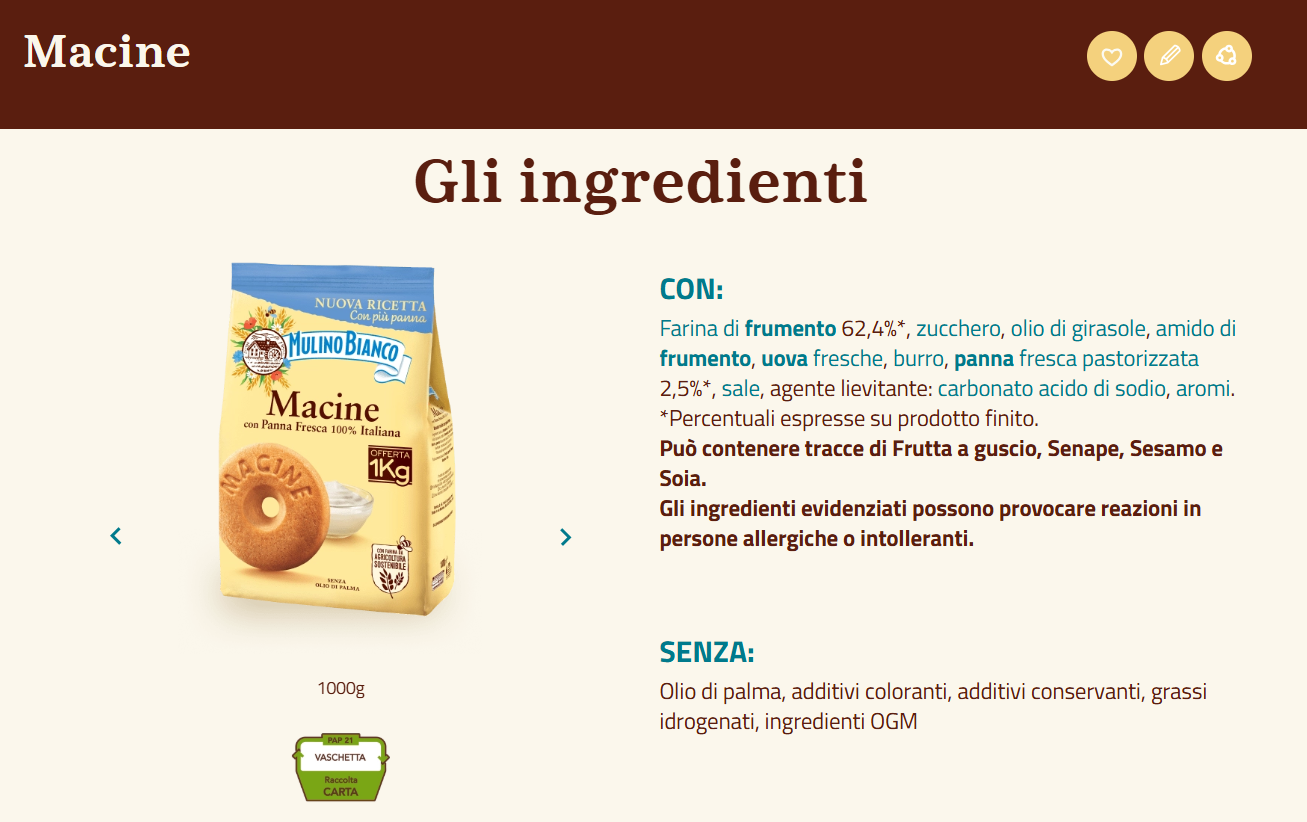 Macine
Gli ingredienti
NUOVA RICETTA
Con più panna
MULINO BIANCO
Macine
con Panna Fresca 100% Italiana
OFFERTA
1Kg
MACINE
CON FARINA DA
AGRICOLTURA
SOSTENIBILE
SENZA
OLIO DI PALMA
1000g
PAP 21
VASCHETTA
Raccolta
CARTA
CON:
Farina di frumento 62,4%*, zucchero, olio di girasole, amido di
frumento, uova fresche, burro, panna fresca pastorizzata
2,5%*, sale, agente lievitante: carbonato acido di sodio, aromi.
*Percentuali espresse su prodotto finito.
Può contenere tracce di Frutta a guscio, Senape, Sesamo e
Soia.
Gli ingredienti evidenziati possono provocare reazioni in
persone allergiche o intolleranti.
SENZA:
Olio di palma, additivi coloranti, additivi conservanti, grassi
idrogenati, ingredienti OGM